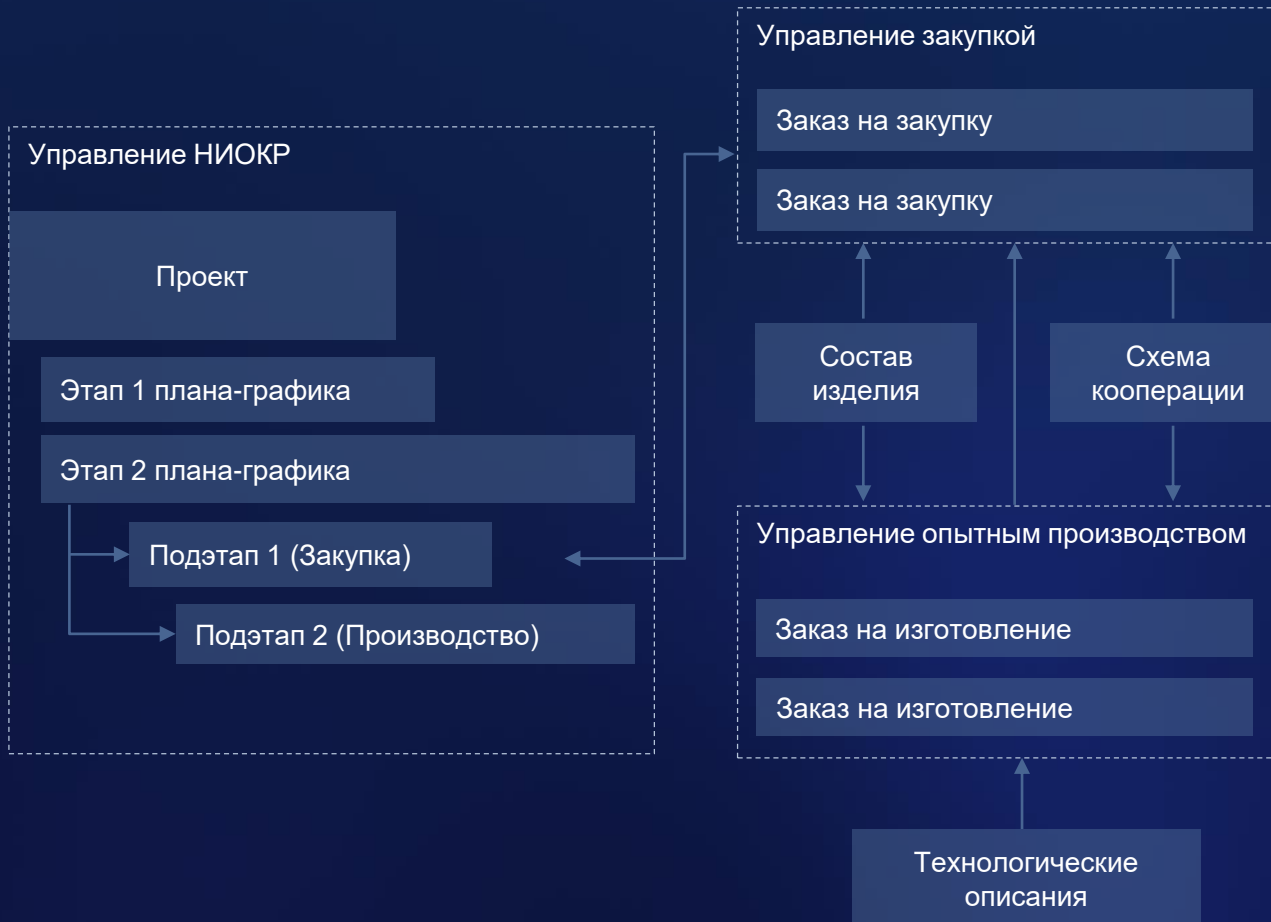 Управление НИОКР
Проект
Этап 1 плана-графика
Этап 2 плана-графика
Подэтап 1 (Закупка)
Подэтап 2 (Производство)
Управление закупкой
Заказ на закупку
Заказ на закупку
Состав
изделия
Схема
кооперации
Управление опытным производством
Заказ на изготовление
Заказ на изготовление
Технологические
описания